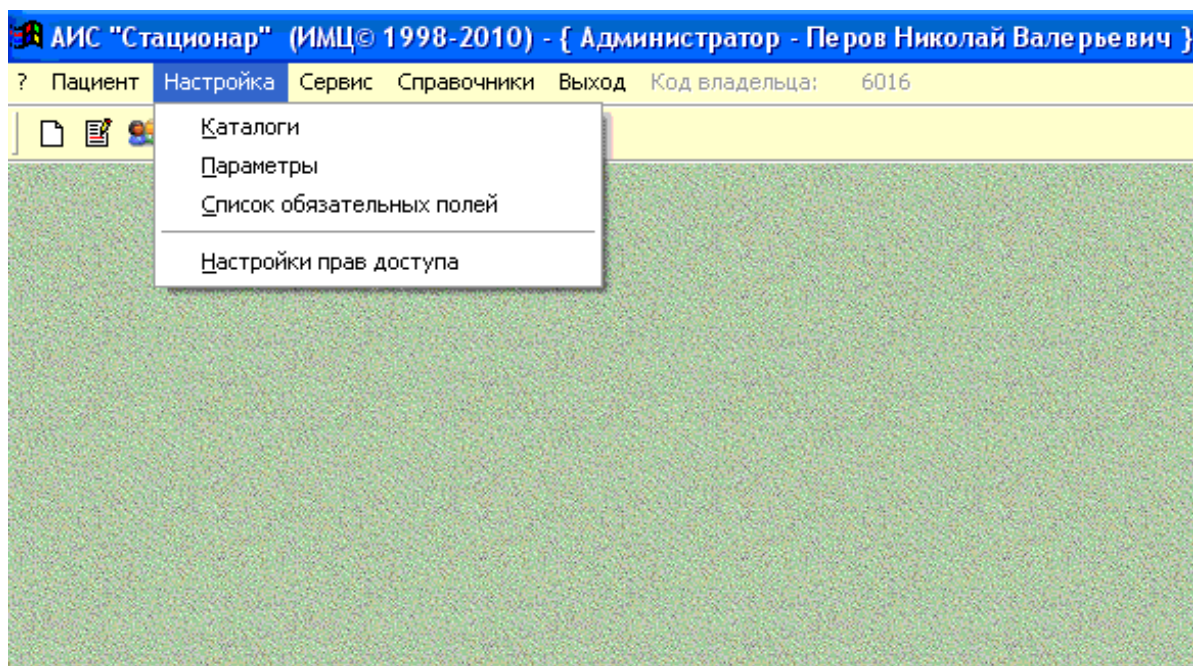 АИС "Стационар" (ИМЦ© 1998-2010) - { Администратор - Перов Николай Валерьевич }
? Пациент Настройка Сервис Справочники Выход Код владельца: 6016
Каталоги
Параметры
Список обязательных полей
Настройки прав доступа